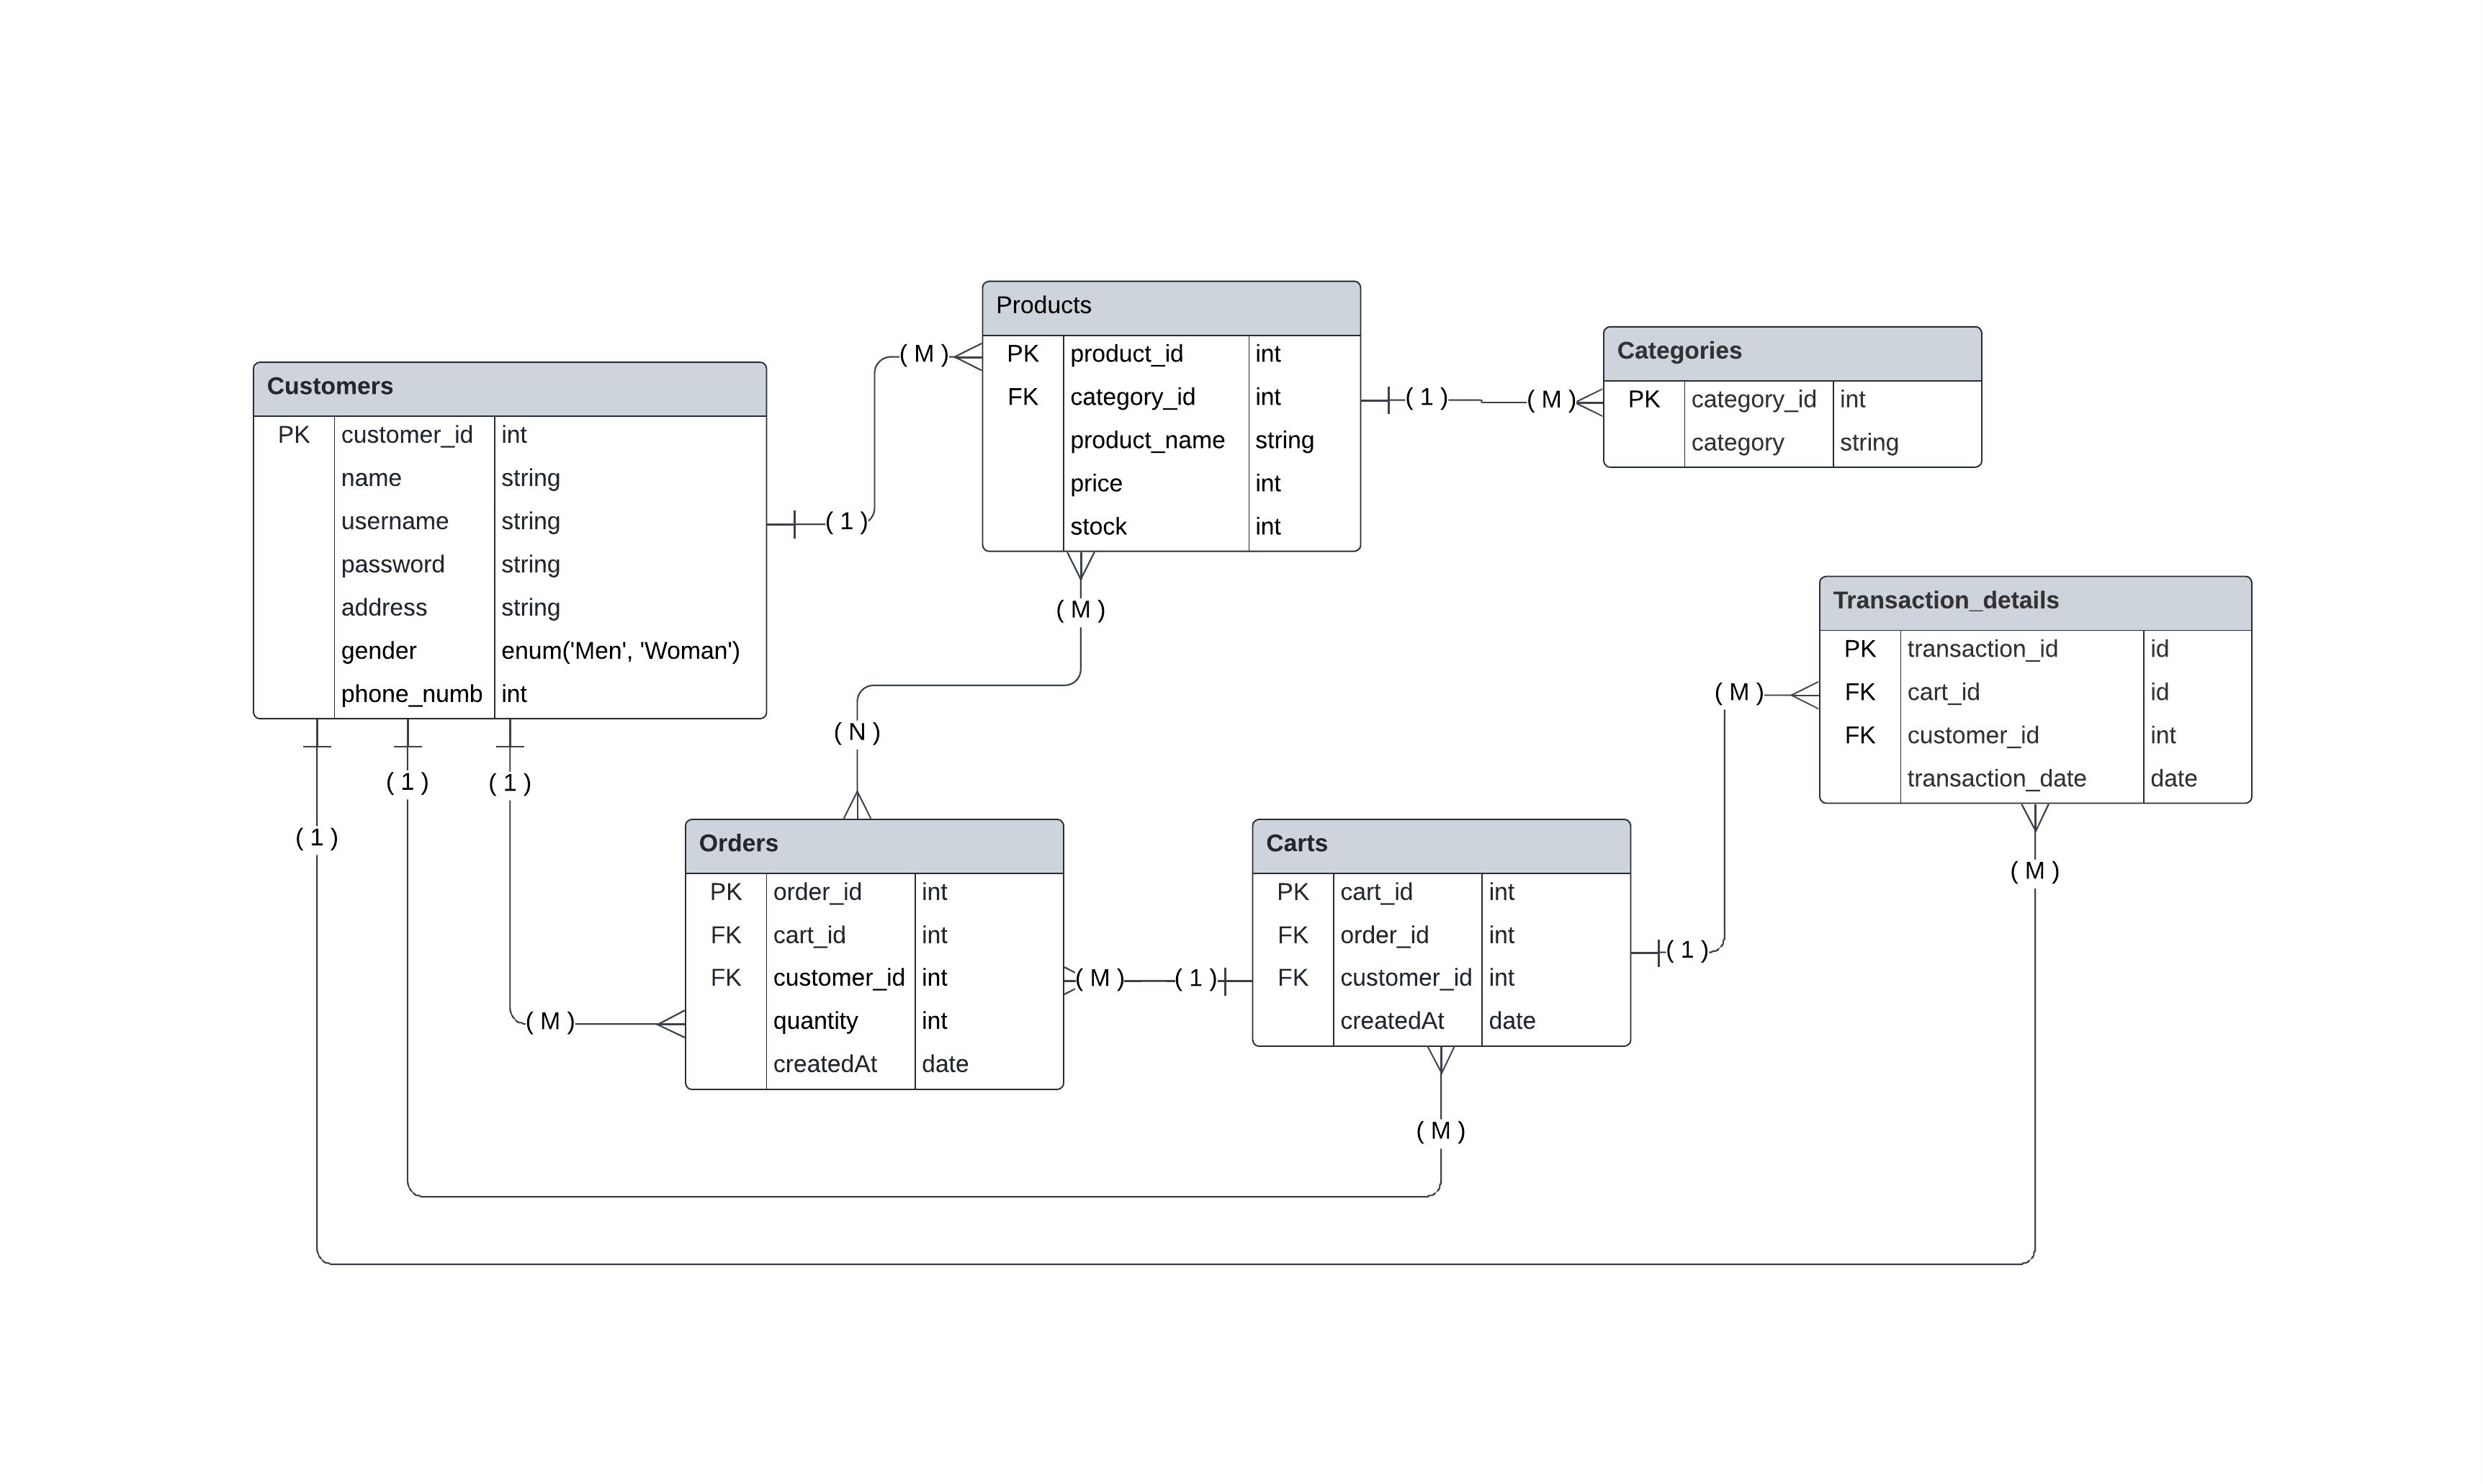 Products
PK product_id int
FK category_id int
product_name string
price int
stock int
Categories
PK category_id int
category string
Customers
PK customer_id int
name string
username string
password string
address string
gender enum('Men', 'Woman')
phone_numb int
( M )
( 1 )
( 1 )
( M )
( M )
( N )
( 1 )
( 1 )
( 1 )
Transaction_details
PK transaction_id id
FK cart_id id
FK customer_id int
transaction_date date
( M )
( M )
Orders
PK order_id int
FK cart_id int
FK customer_id int
quantity int
createdAt date
( M )
( M )
( 1 )
Carts
PK cart_id int
FK order_id int
FK customer_id int
createdAt date
( 1 )
( M )